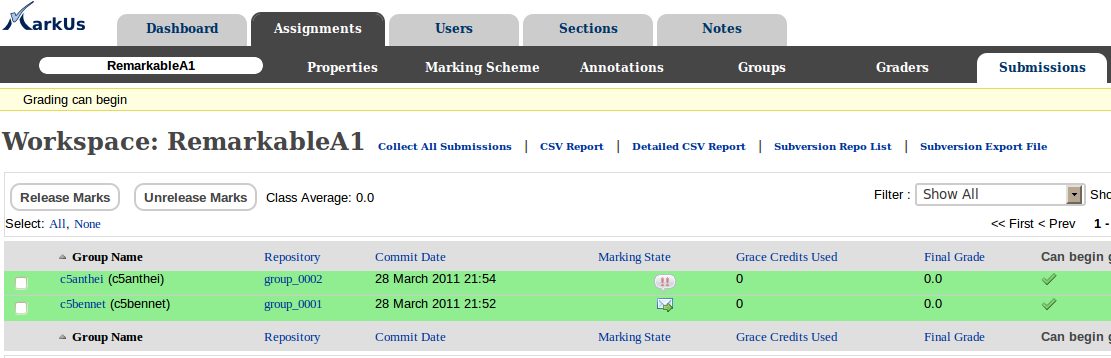 MarkUs
Dashboard Assignments Users Sections Notes
RemarkableA1 Properties Marking Scheme Annotations Groups Graders Submissions
Grading can begin
Workspace: RemarkableA1 Collect All Submissions | CSV Report | Detailed CSV Report | Subversion Repo List | Subversion Export File
Release Marks Unrelease Marks Class Average: 0.0 Filter : Show All Sho
Select: All, None << First < Prev 1 -
Group Name Repository Commit Date Marking State Grace Credits Used Final Grade Can begin g
c5anthei (c5anthei) group_0002 28 March 2011 21:54 !! 0 0.0
c5bennet (c5bennet) group_0001 28 March 2011 21:52 0 0.0
Group Name Repository Commit Date Marking State Grace Credits Used Final Grade Can begin g